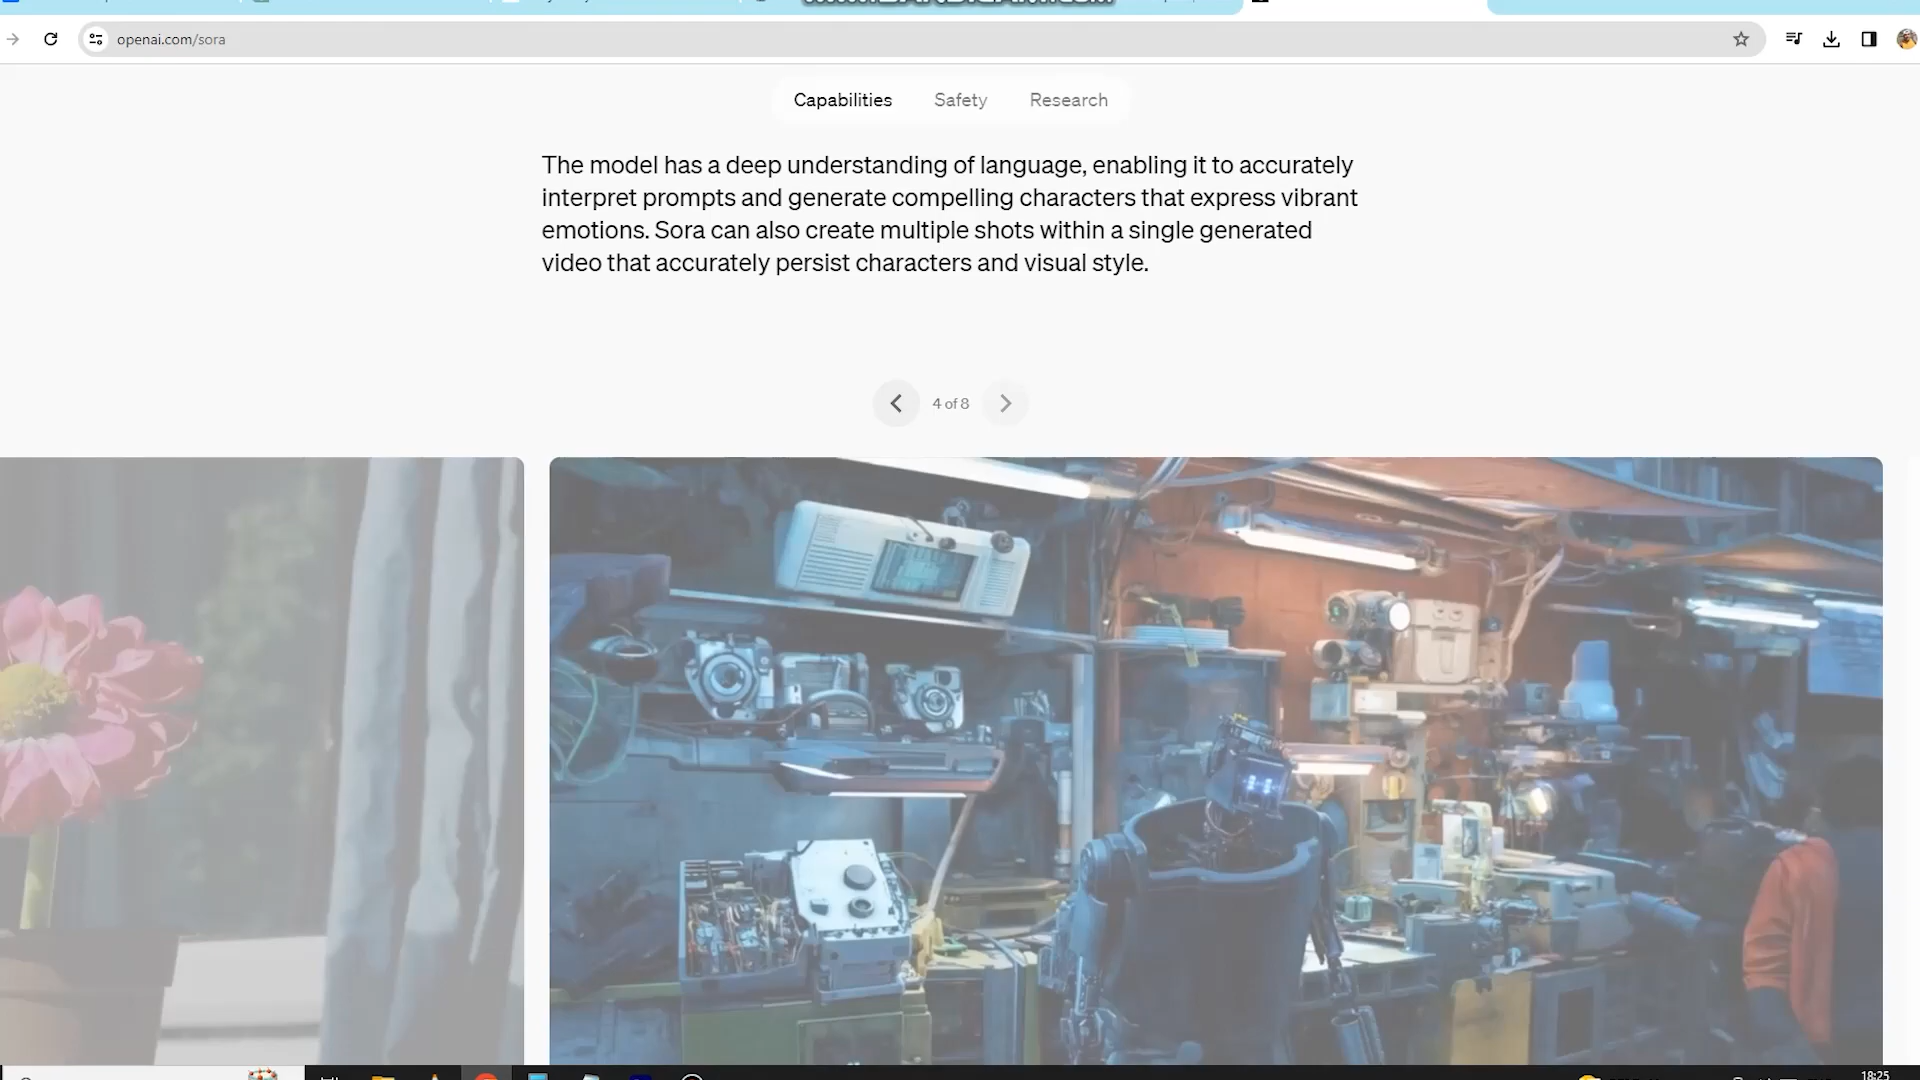 openai.com/sora
Capabilities
Safety
Research
The model has a deep understanding of language, enabling it to accurately
interpret prompts and generate compelling characters that express vibrant
emotions. Sora can also create multiple shots within a single generated
video that accurately persist characters and visual style.
4 of 8
18:25